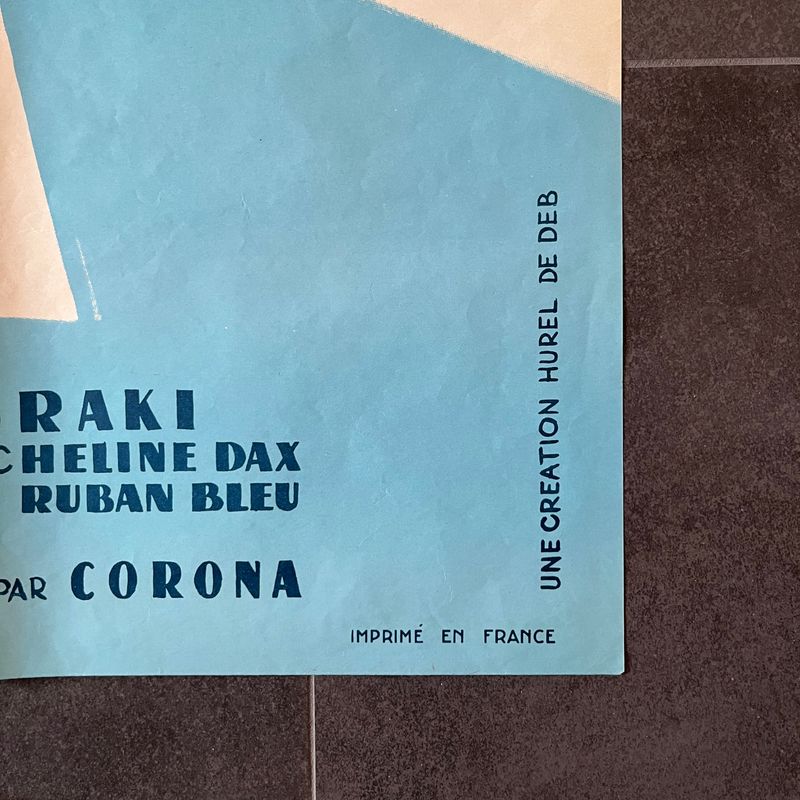 RAKI
CHELINE DAX
RUBAN BLEU
PAR CORONA
IMPRIMÉ EN FRANCE
UNE CREATION HUREL DE DEB